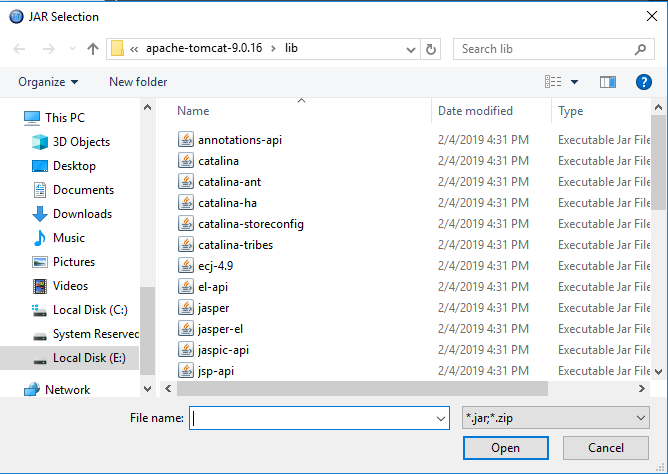 JAR Selection
« apache-tomcat-9.0.16 › lib
Search lib
Organize
New folder
Name
Date modified
Type
This PC
3D Objects
Desktop
Documents
Downloads
Music
Pictures
Videos
Local Disk (C:)
System Reserved
Local Disk (E:)
Network
annotations-api 2/4/2019 4:31 PM Executable Jar File
catalina 2/4/2019 4:31 PM Executable Jar File
catalina-ant 2/4/2019 4:31 PM Executable Jar File
catalina-ha 2/4/2019 4:31 PM Executable Jar File
catalina-storeconfig 2/4/2019 4:31 PM Executable Jar File
catalina-tribes 2/4/2019 4:31 PM Executable Jar File
ecj-4.9 2/4/2019 4:31 PM Executable Jar File
el-api 2/4/2019 4:31 PM Executable Jar File
jasper 2/4/2019 4:31 PM Executable Jar File
jasper-el 2/4/2019 4:31 PM Executable Jar File
jaspic-api 2/4/2019 4:31 PM Executable Jar File
jsp-api 2/4/2019 4:31 PM Executable Jar File
File name:
*.jar;*.zip
Open
Cancel